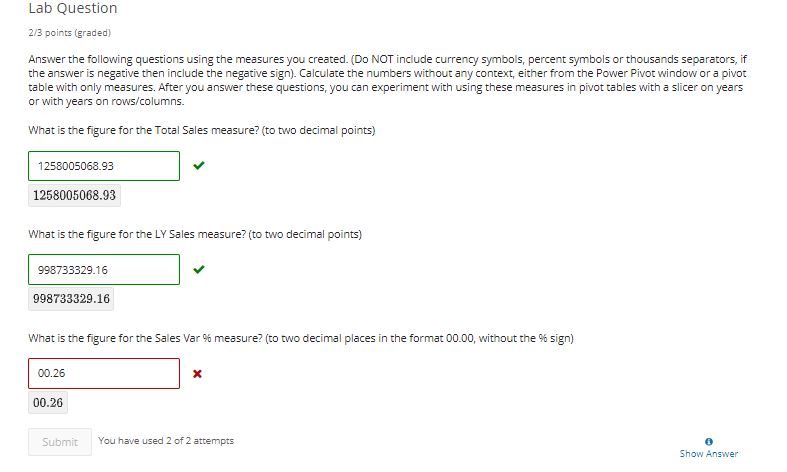 Lab Question
2/3 points (graded)
Answer the following questions using the measures you created. (Do NOT include currency symbols, percent symbols or thousands separators, if
the answer is negative then include the negative sign). Calculate the numbers without any context, either from the Power Pivot window or a pivot
table with only measures. After you answer these questions, you can experiment with using these measures in pivot tables with a slicer on years
or with years on rows/columns.
What is the figure for the Total Sales measure? (to two decimal points)
1258005068.93
1258005068.93
What is the figure for the LY Sales measure? (to two decimal points)
998733329.16
998733329.16
What is the figure for the Sales Var % measure? (to two decimal places in the format 00.00, without the % sign)
00.26
00.26
Submit You have used 2 of 2 attempts
Show Answer